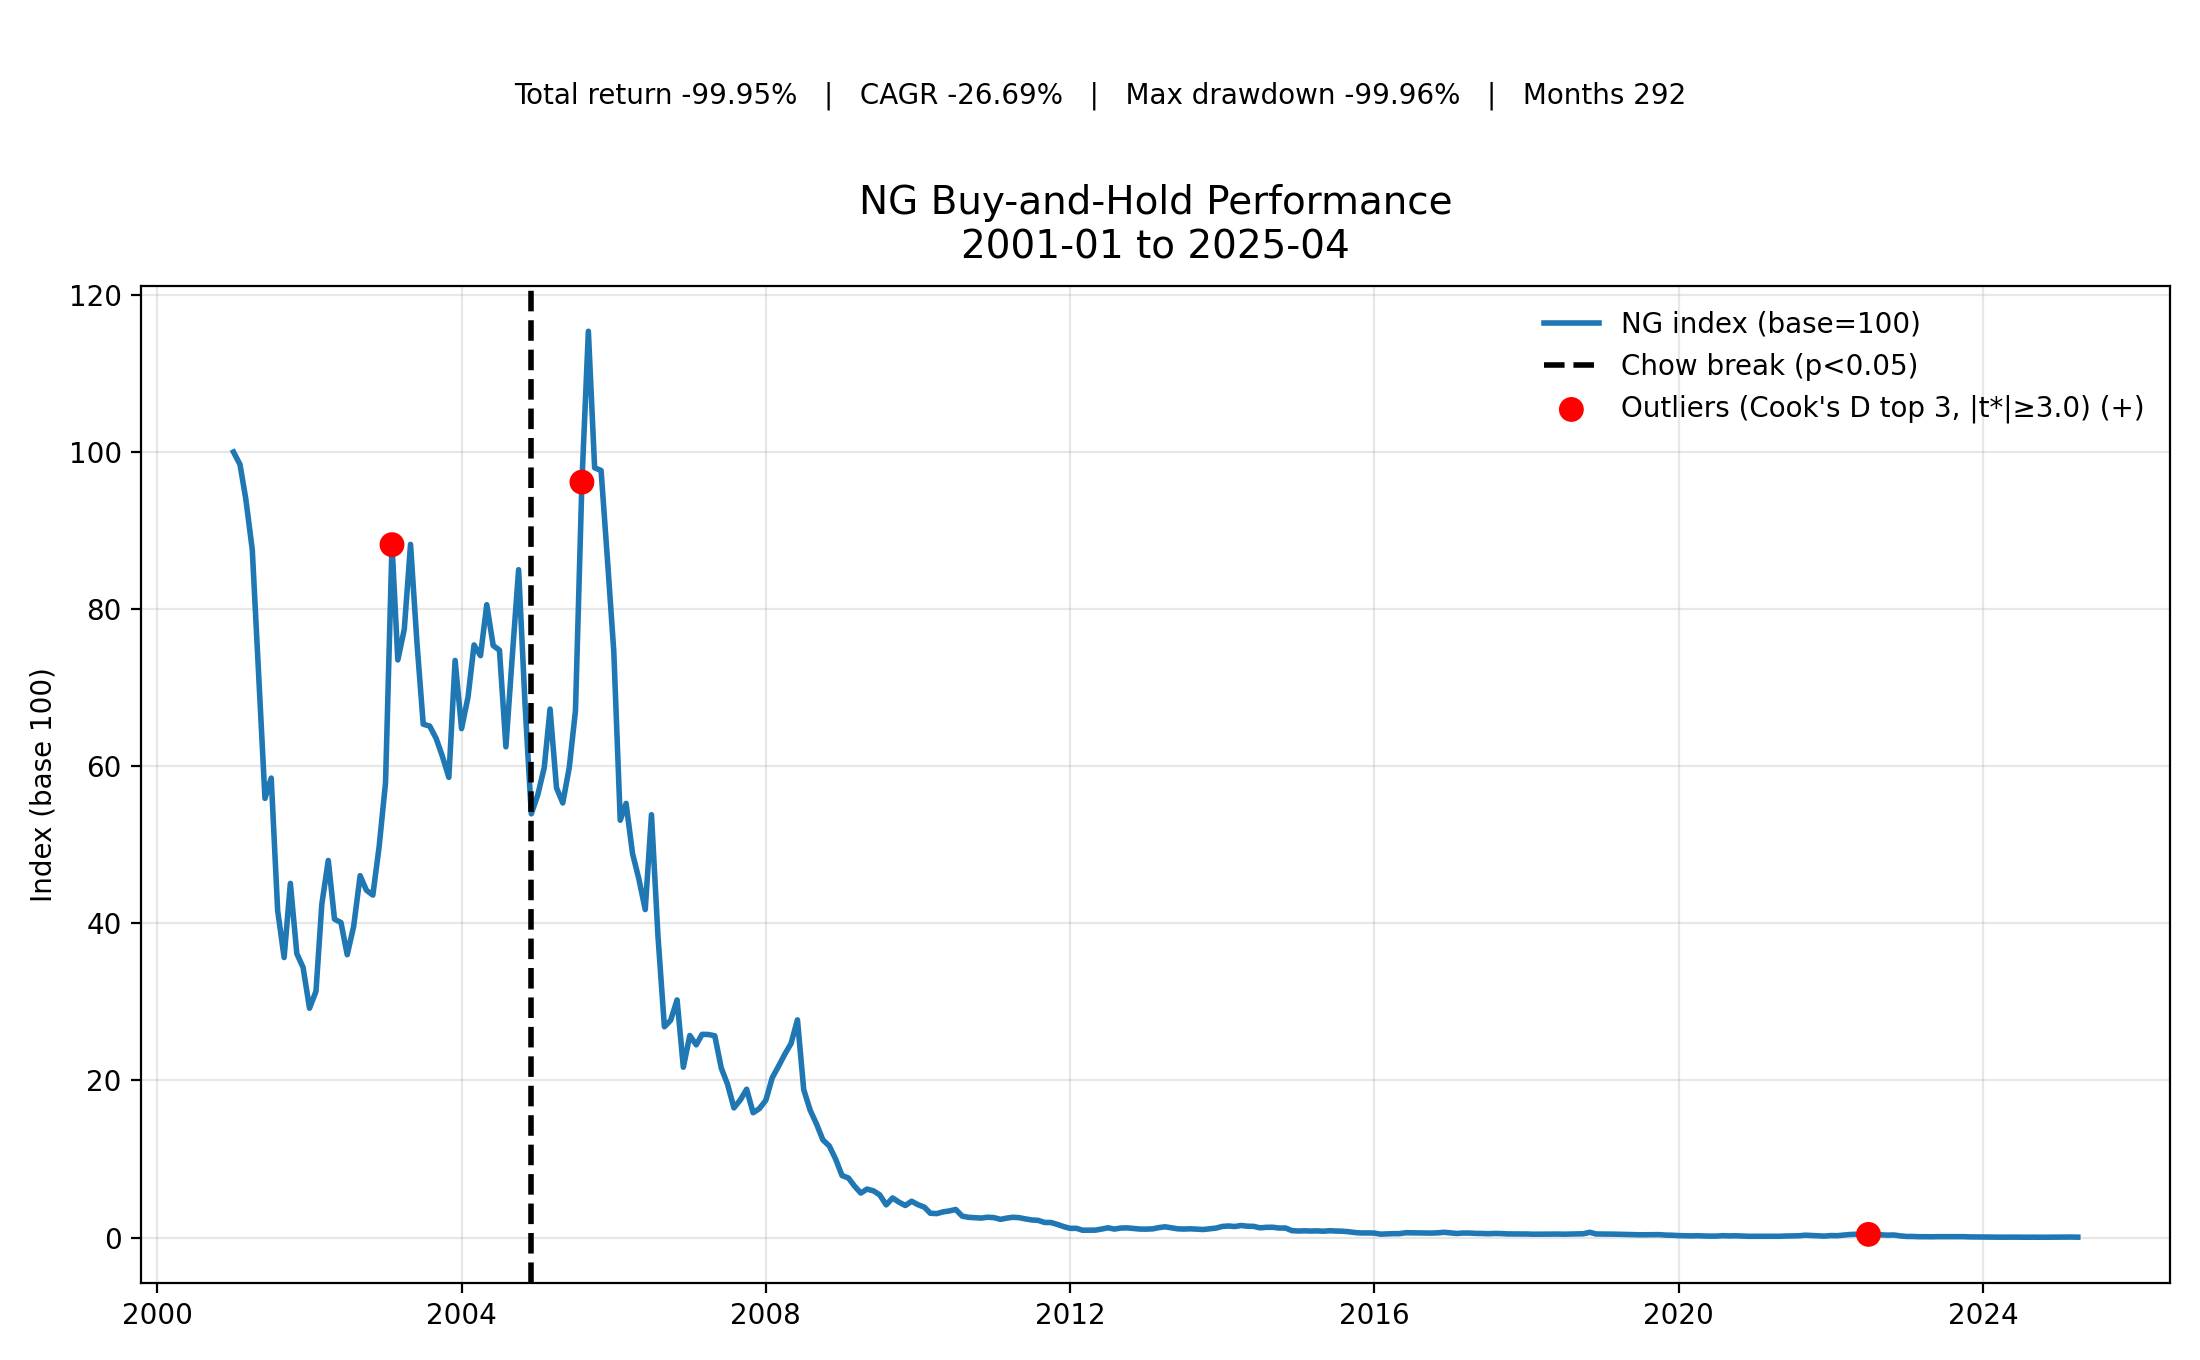 Total return -99.95%   |   CAGR -26.69%   |   Max drawdown -99.96%   |   Months 292
NG Buy-and-Hold Performance
2001-01 to 2025-04
NG index (base=100)
Chow break (p<0.05)
Outliers (Cook's D top 3, |t*|≥3.0) (+)
Index (base 100)
120
100
80
60
40
20
0
2000
2004
2008
2012
2016
2020
2024